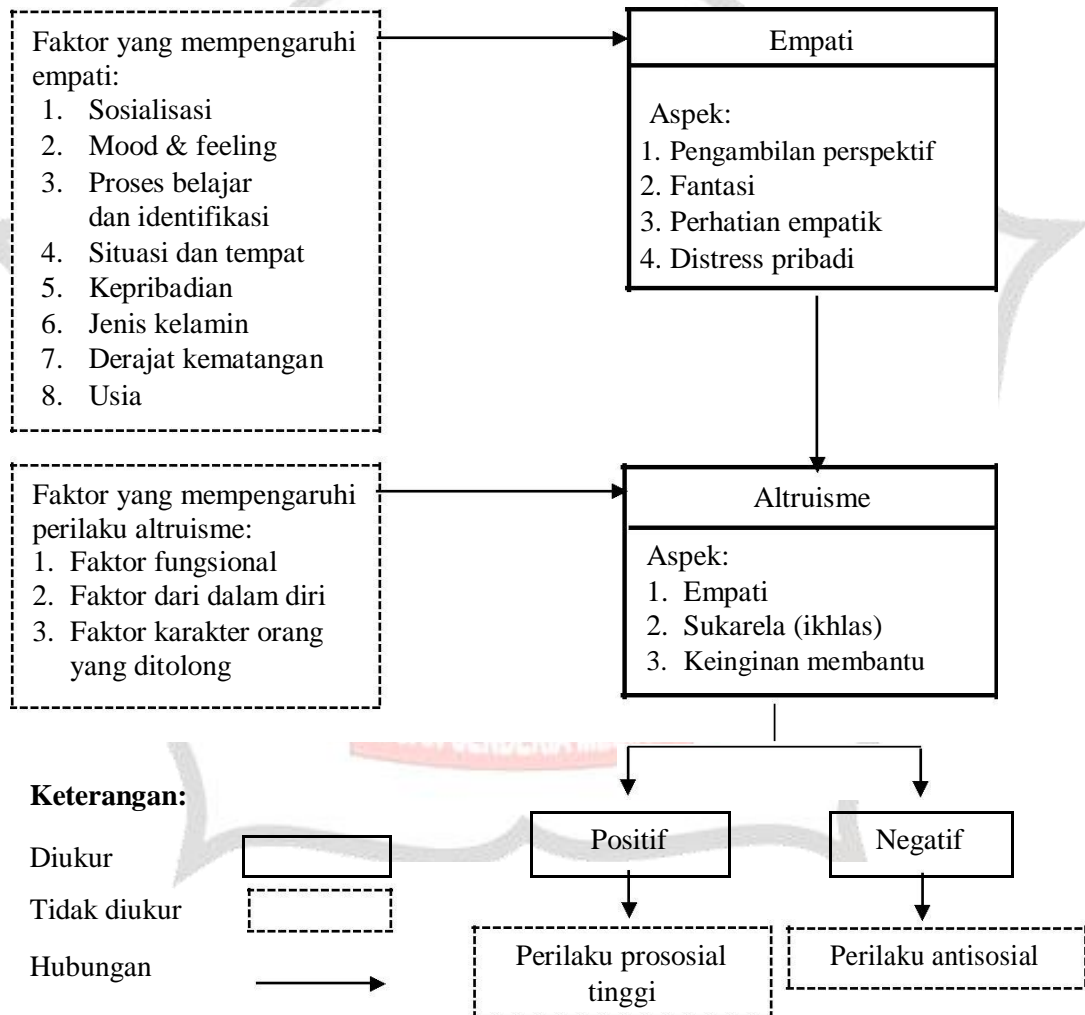 Faktor yang mempengaruhi
empati:
1. Sosialisasi
2. Mood & feeling
3. Proses belajar
dan identifikasi
4. Situasi dan tempat
5. Kepribadian
6. Jenis kelamin
7. Derajat kematangan
8. Usia
Empati
Aspek:
1. Pengambilan perspektif
2. Fantasi
3. Perhatian empatik
4. Distress pribadi
Faktor yang mempengaruhi
perilaku altruisme:
1. Faktor fungsional
2. Faktor dari dalam diri
3. Faktor karakter orang
yang ditolong
Altruisme
Aspek:
1. Empati
2. Sukarela (ikhlas)
3. Keinginan membantu
Positif
Negatif
Perilaku prososial
tinggi
Perilaku antisosial
Keterangan:
Diukur
Tidak diukur
Hubungan